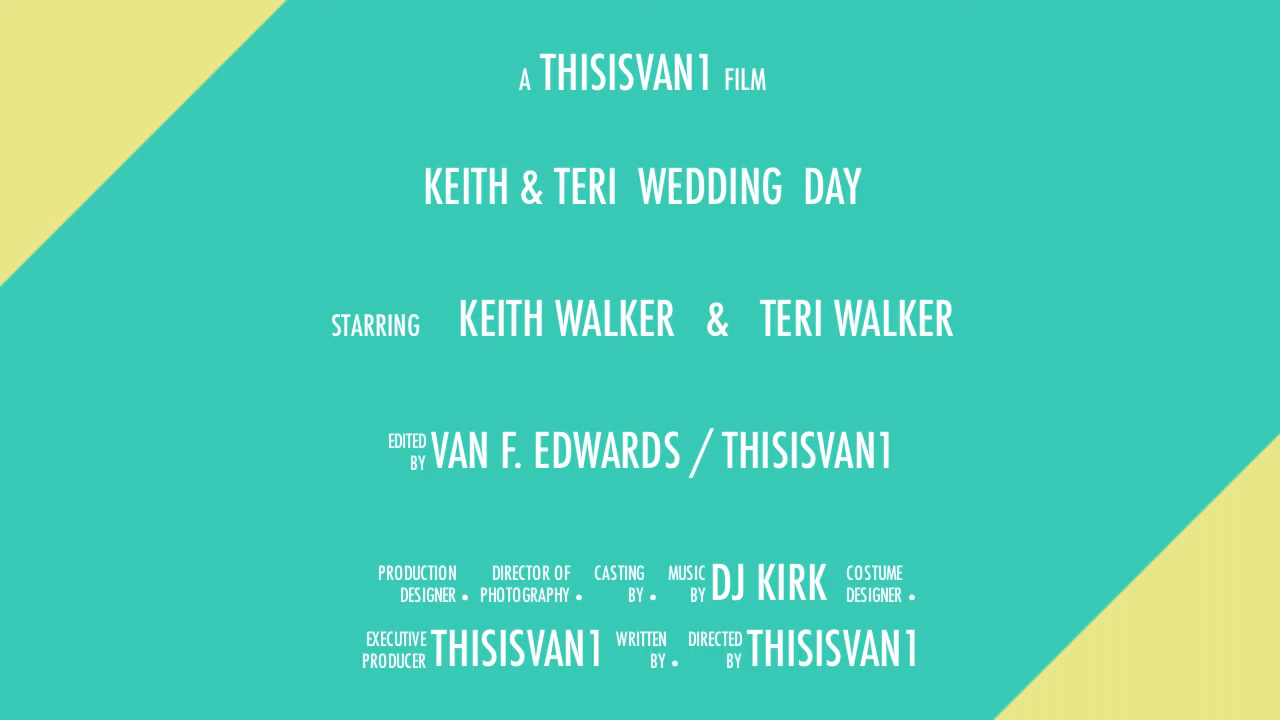 A THISISVAN1 FILM
KEITH & TERI WEDDING DAY
STARRING KEITH WALKER & TERI WALKER
EDITED BY VAN F. EDWARDS / THISISVAN1
PRODUCTION DESIGNER . DIRECTOR OF PHOTOGRAPHY . CASTING BY . MUSIC BY DJ KIRK COSTUME DESIGNER .
EXECUTIVE PRODUCER THISISVAN1 WRITTEN BY . DIRECTED BY THISISVAN1